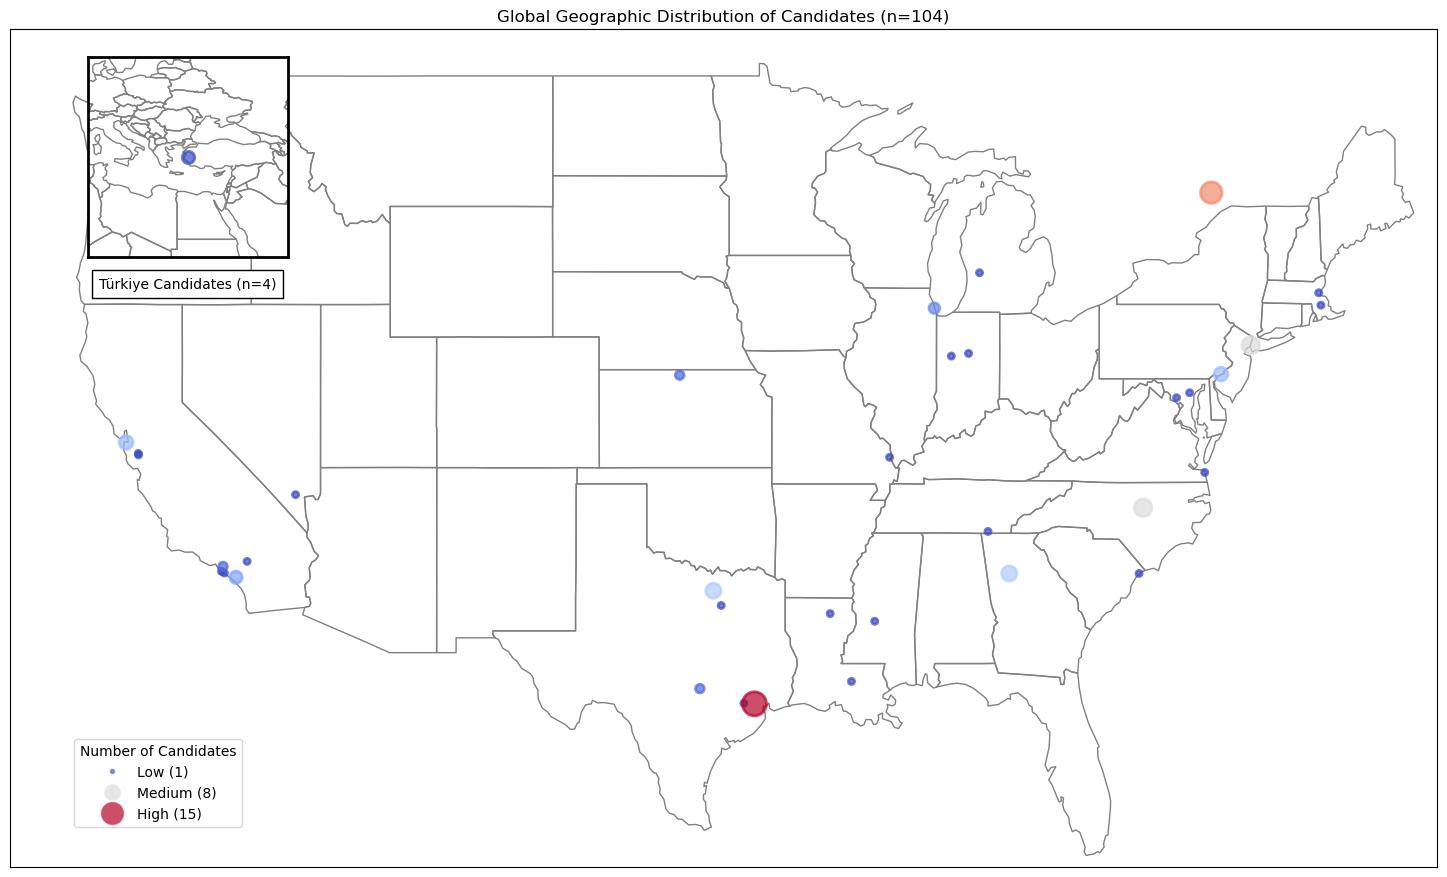 Global Geographic Distribution of Candidates (n=104)
Türkiye Candidates (n=4)
Number of Candidates
Low (1)
Medium (8)
High (15)